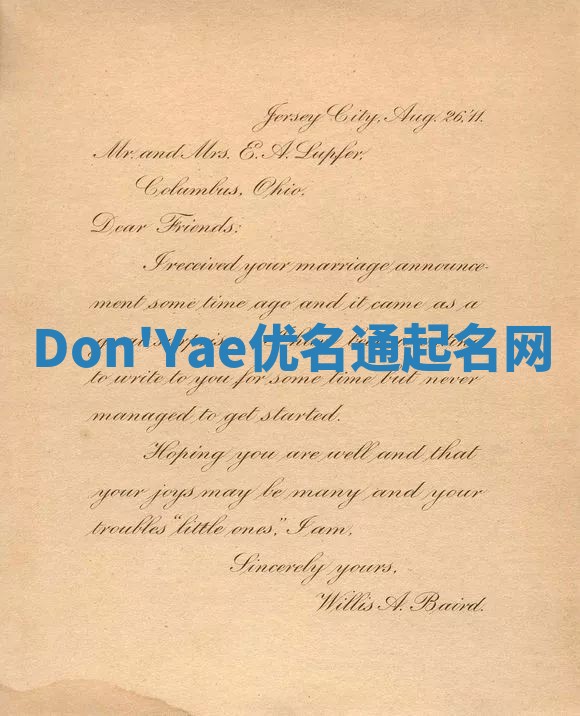 Jersey City, Aug. 26,'11.
Mr. and Mrs. E. A. Lupfer,
Columbus, Ohio.
Dear Friends:
I received your marriage announce-
ment some time ago and it came as a
Don'Yae优名通起名网
to write to you for some time but never
managed to get started.
Hoping you are well and that
your joys may be many and your
troubles "little ones," I am,
Sincerely yours,
Willis A. Baird.